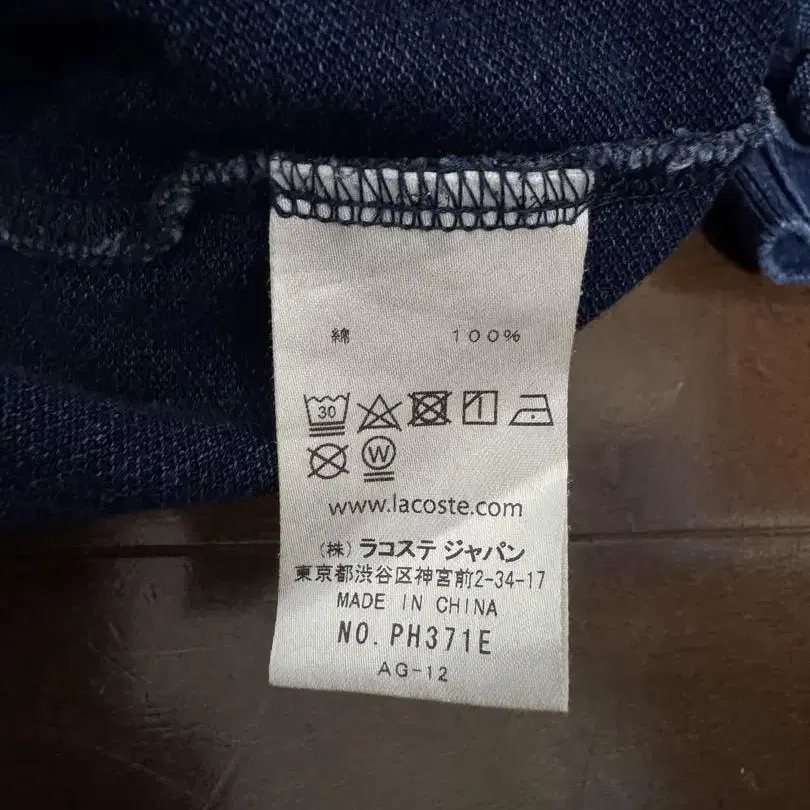 綿 100%
30
W
www.lacoste.com
(株) ラコステ ジャパン
東京都渋谷区神宮前2-34-17
MADE IN CHINA
NO. PH371E
AG-12